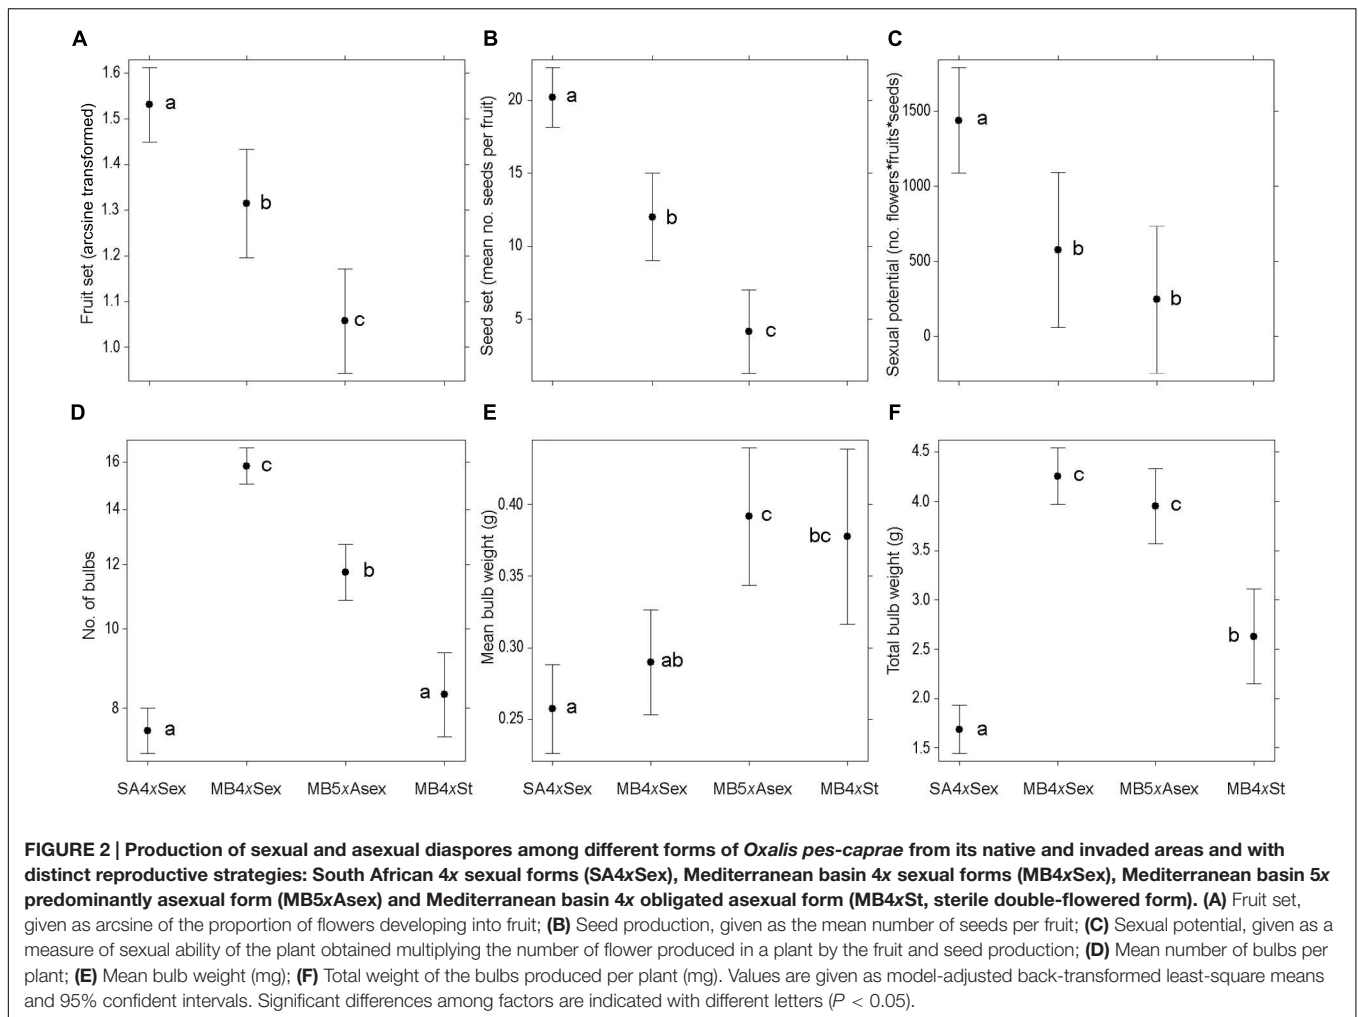 A
B
C
Fruit set (arcsine transformed)
1.6
1.5
1.4
1.3
1.2
1.1
1.0
a
b
c
Seed set (mean no. seeds per fruit)
20
15
10
5
a
b
c
Sexual potential (no. flowers*fruits*seeds)
1500
1000
500
0
a
b
b
D
E
F
No. of bulbs
16
14
12
10
8
a
c
b
a
Mean bulb weight (g)
0.40
0.35
0.30
0.25
a
ab
c
bc
Total bulb weight (g)
4.5
4.0
3.5
3.0
2.5
2.0
1.5
a
c
c
b
SA4xSex MB4xSex MB5xAsex MB4xSt
SA4xSex MB4xSex MB5xAsex MB4xSt
SA4xSex MB4xSex MB5xAsex MB4xSt
FIGURE 2 | Production of sexual and asexual diaspores among different forms of Oxalis pes-caprae from its native and invaded areas and with
distinct reproductive strategies: South African 4x sexual forms (SA4xSex), Mediterranean basin 4x sexual forms (MB4xSex), Mediterranean basin 5x
predominantly asexual form (MB5xAsex) and Mediterranean basin 4x obligated asexual form (MB4xSt, sterile double-flowered form). (A) Fruit set,
given as arcsine of the proportion of flowers developing into fruit; (B) Seed production, given as the mean number of seeds per fruit; (C) Sexual potential, given as a
measure of sexual ability of the plant obtained multiplying the number of flower produced in a plant by the fruit and seed production; (D) Mean number of bulbs per
plant; (E) Mean bulb weight (mg); (F) Total weight of the bulbs produced per plant (mg). Values are given as model-adjusted back-transformed least-square means
and 95% confident intervals. Significant differences among factors are indicated with different letters (P < 0.05).